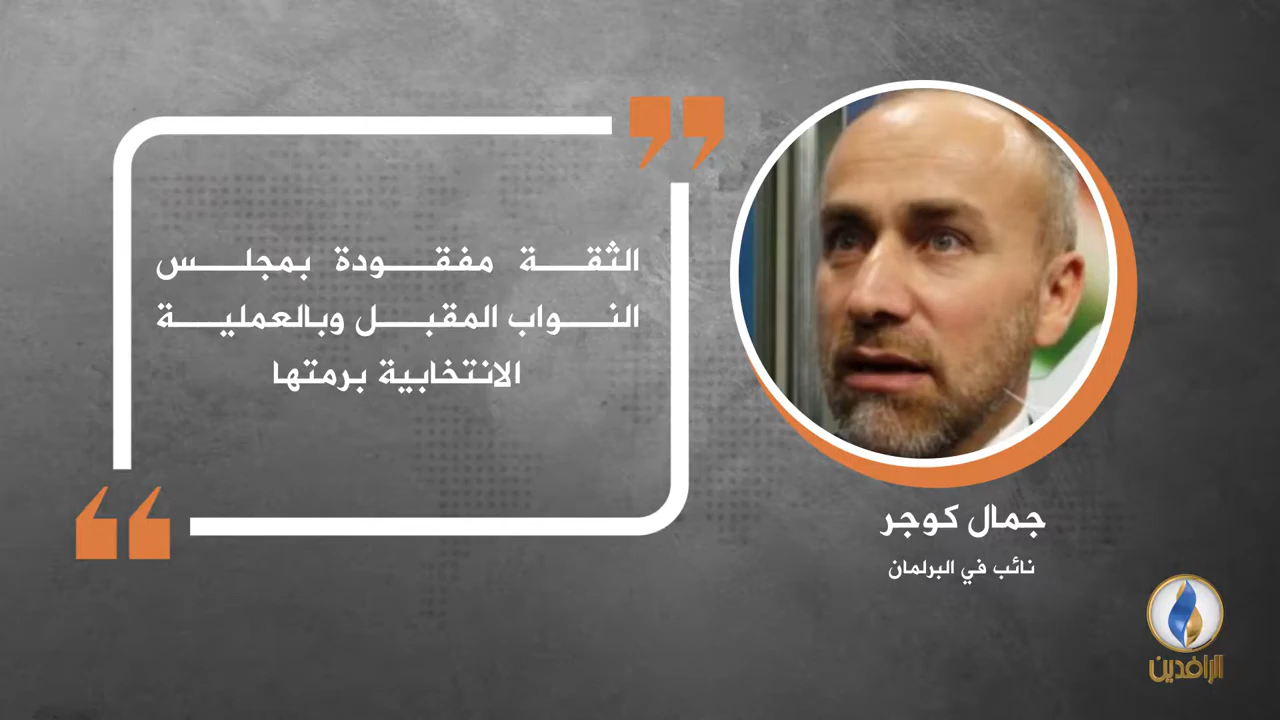 الثقة مفقودة بمجلس
النواب المقبل وبالعملية
الانتخابية برمتها
جمال كوجر
نائب في البرلمان
الرافدين